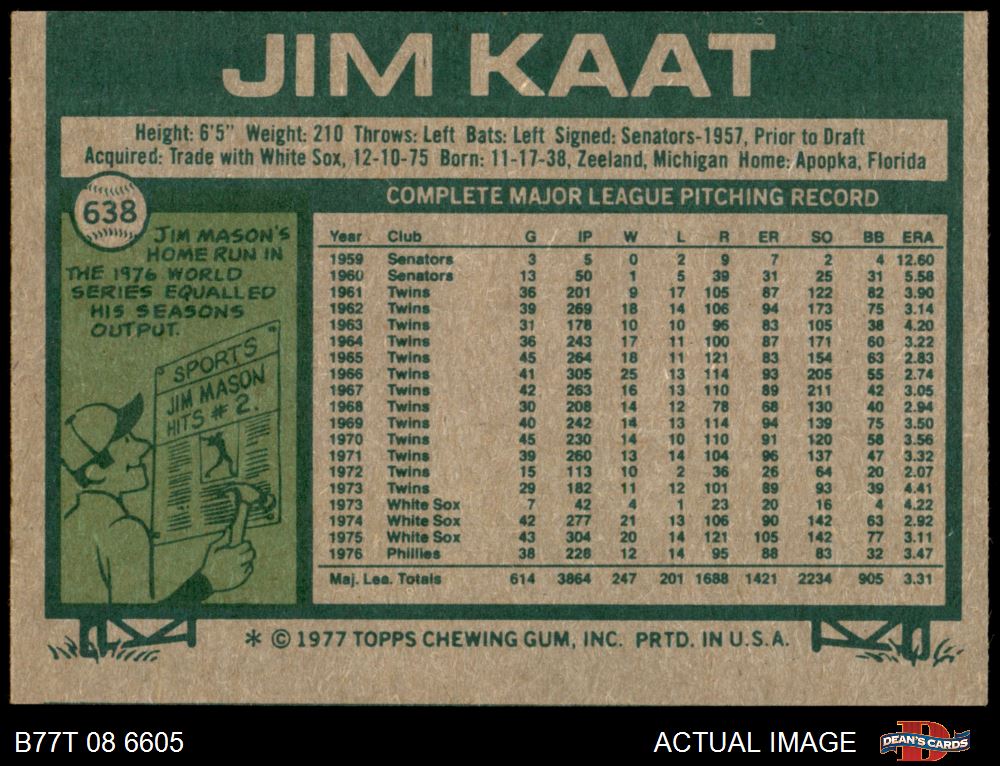 JIM KAAT
Height: 6'5" Weight: 210 Throws: Left Bats: Left Signed: Senators-1957, Prior to Draft
Acquired: Trade with White Sox, 12-10-75 Born: 11-17-38, Zeeland, Michigan Home: Apopka, Florida
638
JIM MASON'S
HOME RUN IN
THE 1976 WORLD
SERIES EQUALLED
HIS SEASONS
OUTPUT.
SPORTS
JIM MASON
HITS # 2.
COMPLETE MAJOR LEAGUE PITCHING RECORD
Year Club G IP W L R ER SO BB ERA
1959 Senators 3 5 0 2 9 7 2 4 12.60
1960 Senators 13 50 1 5 39 31 25 31 5.58
1961 Twins 36 201 9 17 105 87 122 82 3.90
1962 Twins 39 269 18 14 106 94 173 75 3.14
1963 Twins 31 178 10 10 96 83 105 38 4.20
1964 Twins 36 243 17 11 100 87 171 60 3.22
1965 Twins 45 264 18 11 121 83 154 63 2.83
1966 Twins 41 305 25 13 114 93 205 55 2.74
1967 Twins 42 263 16 13 110 89 211 42 3.05
1968 Twins 30 208 14 12 78 68 130 40 2.94
1969 Twins 40 242 14 13 114 94 139 75 3.50
1970 Twins 45 230 14 10 110 91 120 58 3.56
1971 Twins 39 260 13 14 104 96 137 47 3.32
1972 Twins 15 113 10 2 36 26 64 20 2.07
1973 Twins 29 182 11 12 101 89 93 39 4.41
1973 White Sox 7 42 4 1 23 20 16 4 4.22
1974 White Sox 42 277 21 13 106 90 142 63 2.92
1975 White Sox 43 304 20 14 121 105 142 77 3.11
1976 Phillies 38 228 12 14 95 88 83 32 3.47
Maj. Lea. Totals 614 3864 247 201 1688 1421 2234 905 3.31
* © 1977 TOPPS CHEWING GUM, INC. PRTD. IN U.S.A.
B77T 08 6605
ACTUAL IMAGE
D
DEAN'S CARDS